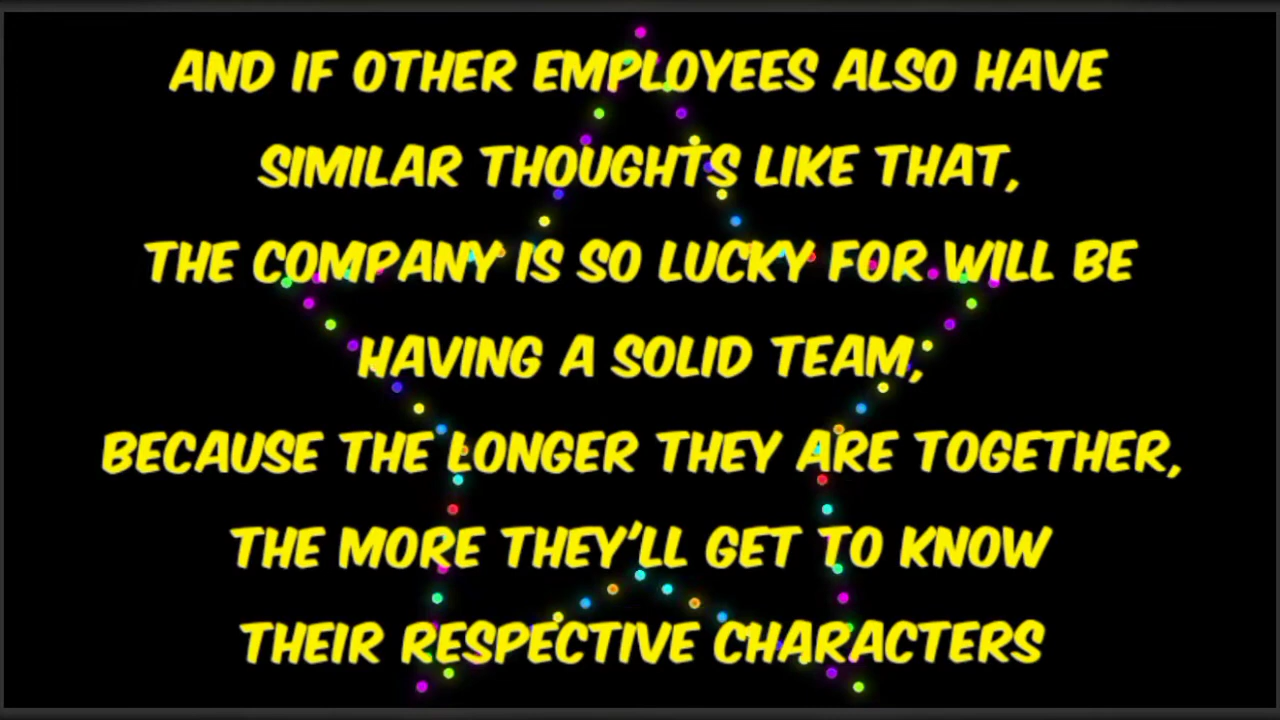 AND IF OTHER EMPLOYEES ALSO HAVE
SIMILAR THOUGHTS LIKE THAT,
THE COMPANY IS SO LUCKY FOR WILL BE
HAVING A SOLID TEAM,
BECAUSE THE LONGER THEY ARE TOGETHER,
THE MORE THEY'LL GET TO KNOW
THEIR RESPECTIVE CHARACTERS